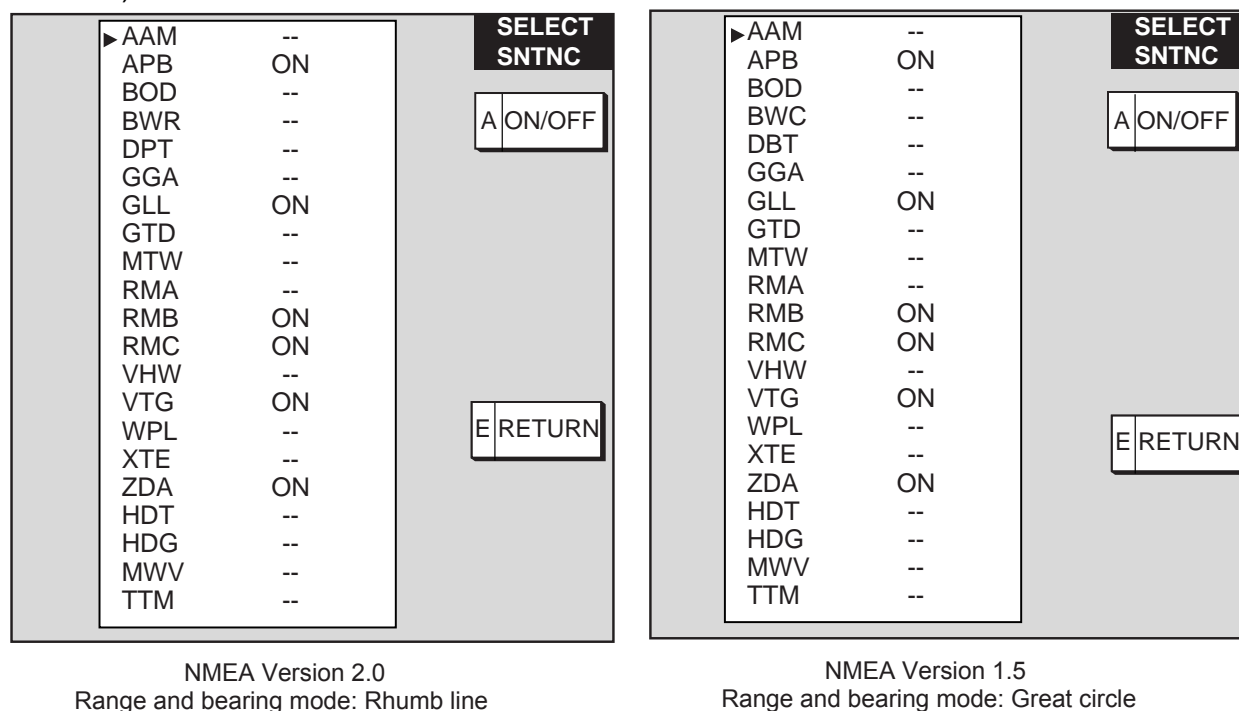 ▶AAM --
APB ON
BOD --
BWR --
DPT --
GGA --
GLL ON
GTD --
MTW --
RMA --
RMB ON
RMC ON
VHW --
VTG ON
WPL --
XTE --
ZDA ON
HDT --
HDG --
MWV --
TTM --
SELECT
SNTNC
A ON/OFF
E RETURN
NMEA Version 2.0
Range and bearing mode: Rhumb line
▶AAM --
APB ON
BOD --
BWC --
DBT --
GGA --
GLL ON
GTD --
MTW --
RMA --
RMB ON
RMC ON
VHW --
VTG ON
WPL --
XTE --
ZDA ON
HDT --
HDG --
MWV --
TTM --
SELECT
SNTNC
A ON/OFF
E RETURN
NMEA Version 1.5
Range and bearing mode: Great circle